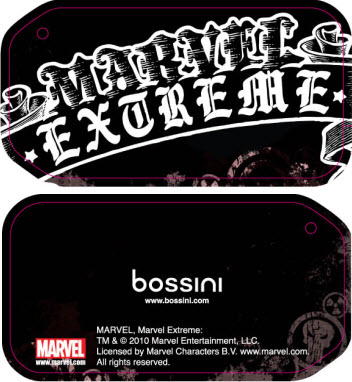 MARVEL
EXTREME
bossini
www.bossini.com
MARVEL, Marvel Extreme:
TM & © 2010 Marvel Entertainment, LLC.
Licensed by Marvel Characters B.V. www.marvel.com.
All rights reserved.
MARVEL
www.marvel.com